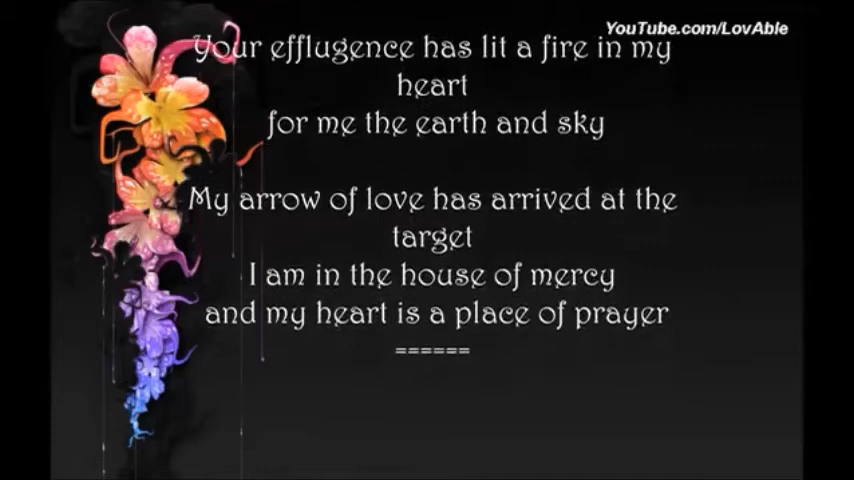 YouTube.com/LovAble
Your efflugence has lit a fire in my
heart
for me the earth and sky
My arrow of love has arrived at the
target
I am in the house of mercy
and my heart is a place of prayer
======